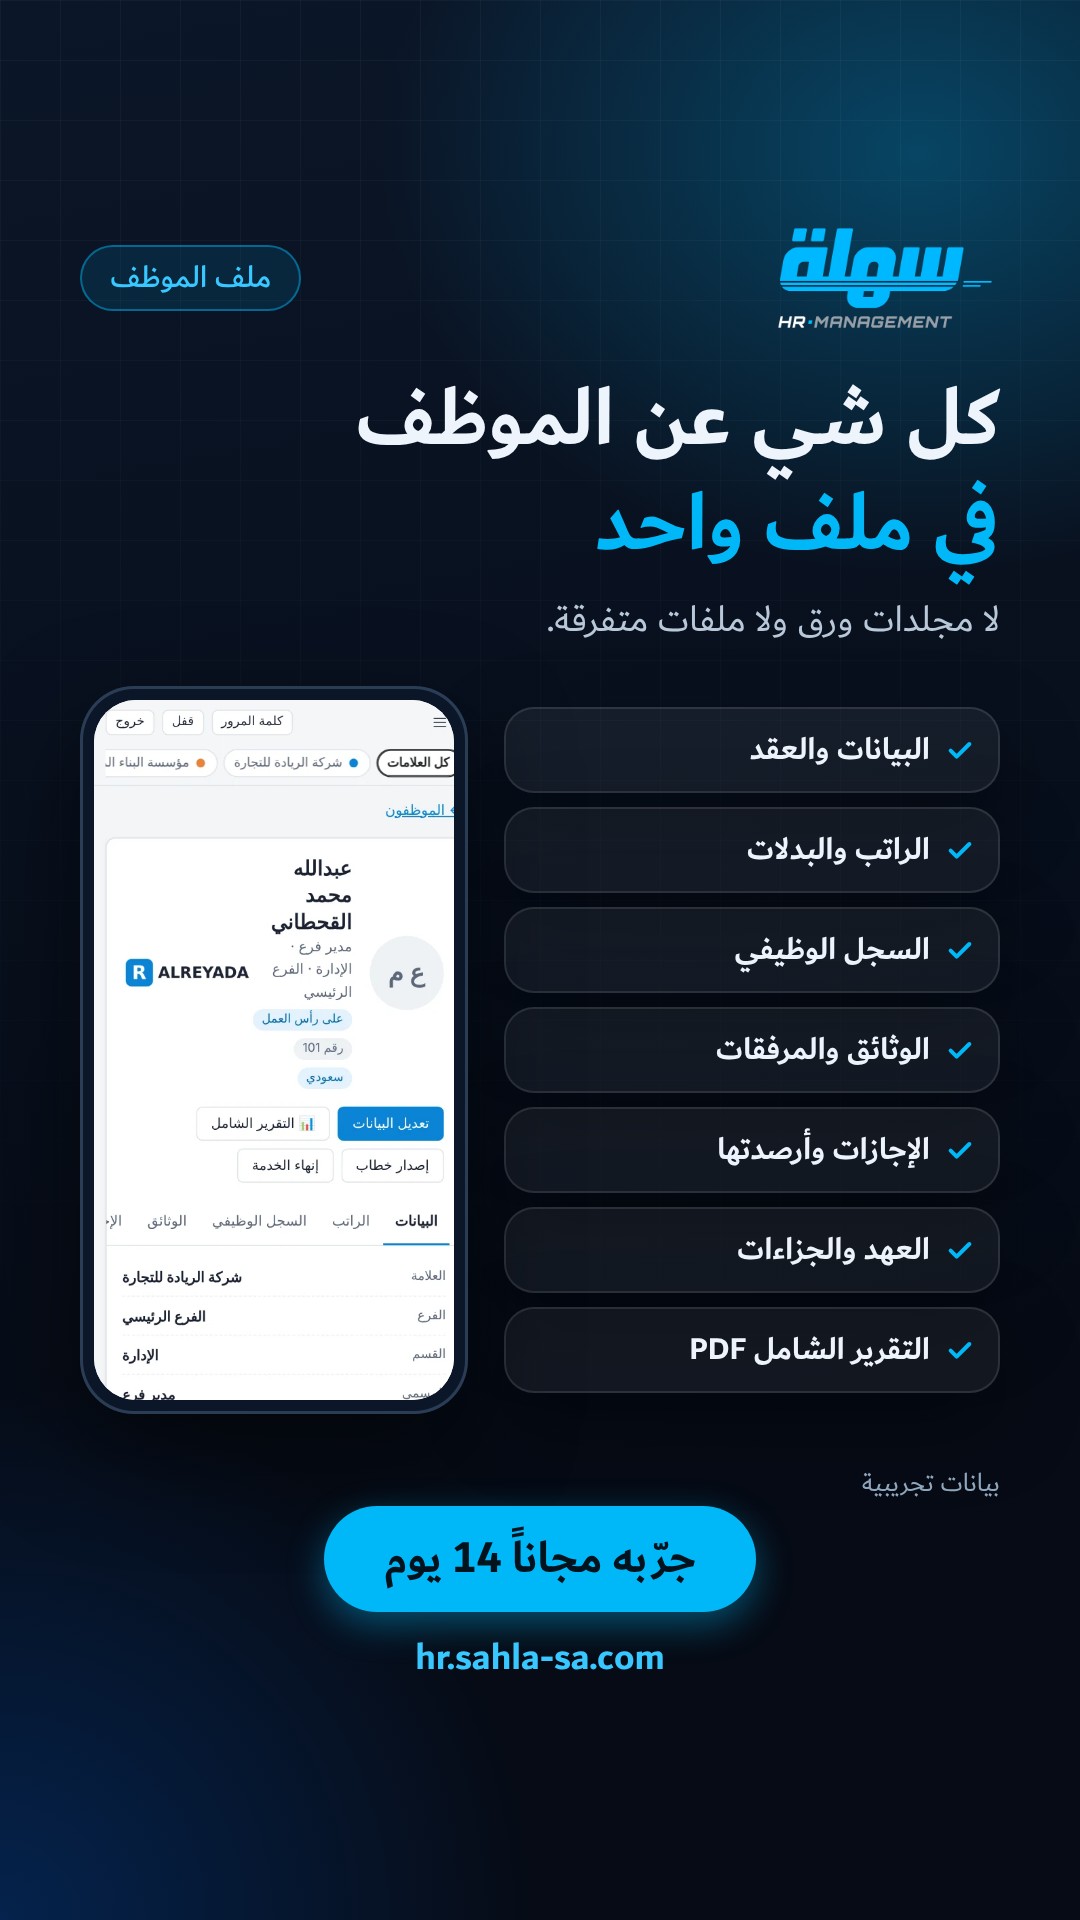 سهلة
HR·MANAGEMENT
ملف الموظف
كل شي عن الموظف
في ملف واحد
لا مجلدات ورق ولا ملفات متفرقة.
البيانات والعقد
الراتب والبدلات
السجل الوظيفي
الوثائق والمرفقات
الإجازات وأرصدتها
العهد والجزاءات
التقرير الشامل PDF
كلمة المرور قفل خروج
كل العلامات شركة الريادة للتجارة مؤسسة البناء
الموظفون
ع م
عبدالله
محمد
القحطاني
مدير فرع ·
الإدارة · الفرع
الرئيسي
R ALREYADA
على رأس العمل
رقم 101
سعودي
تعديل البيانات التقرير الشامل
إصدار خطاب إنهاء الخدمة
البيانات الراتب السجل الوظيفي الوثائق
العلامة شركة الريادة للتجارة
الفرع الفرع الرئيسي
القسم الإدارة
مدير فرع
بيانات تجريبية
جرّبه مجاناً 14 يوم
hr.sahla-sa.com